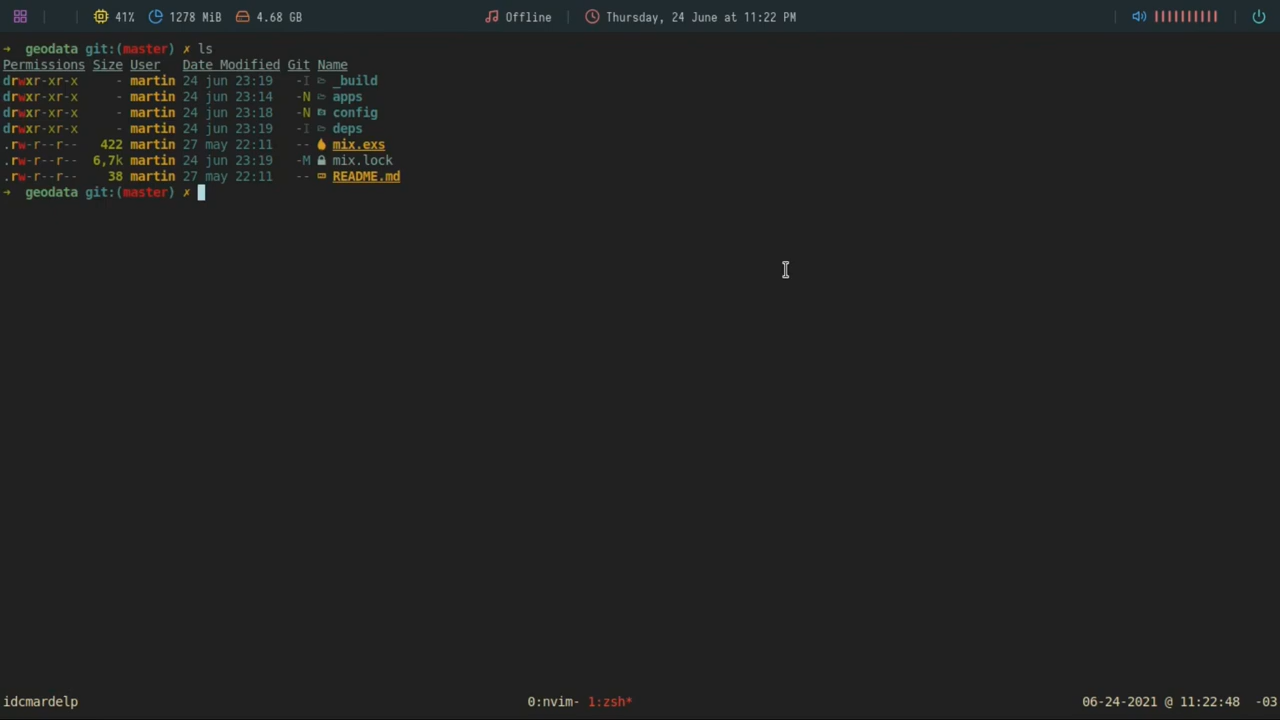 41% 1278 MiB 4.68 GB Offline Thursday, 24 June at 11:22 PM
→ geodata git:(master) ✗ ls
Permissions Size User Date Modified Git Name
drwxr-xr-x - martin 24 jun 23:19 -I _build
drwxr-xr-x - martin 24 jun 23:14 -N apps
drwxr-xr-x - martin 24 jun 23:18 -N config
drwxr-xr-x - martin 24 jun 23:19 -I deps
.rw-r--r-- 422 martin 27 may 22:11 -- mix.exs
.rw-r--r-- 6,7k martin 24 jun 23:19 -M mix.lock
.rw-r--r-- 38 martin 27 may 22:11 -- README.md
→ geodata git:(master) ✗
idcmardelp 0:nvim- 1:zsh* 06-24-2021 @ 11:22:48 -03